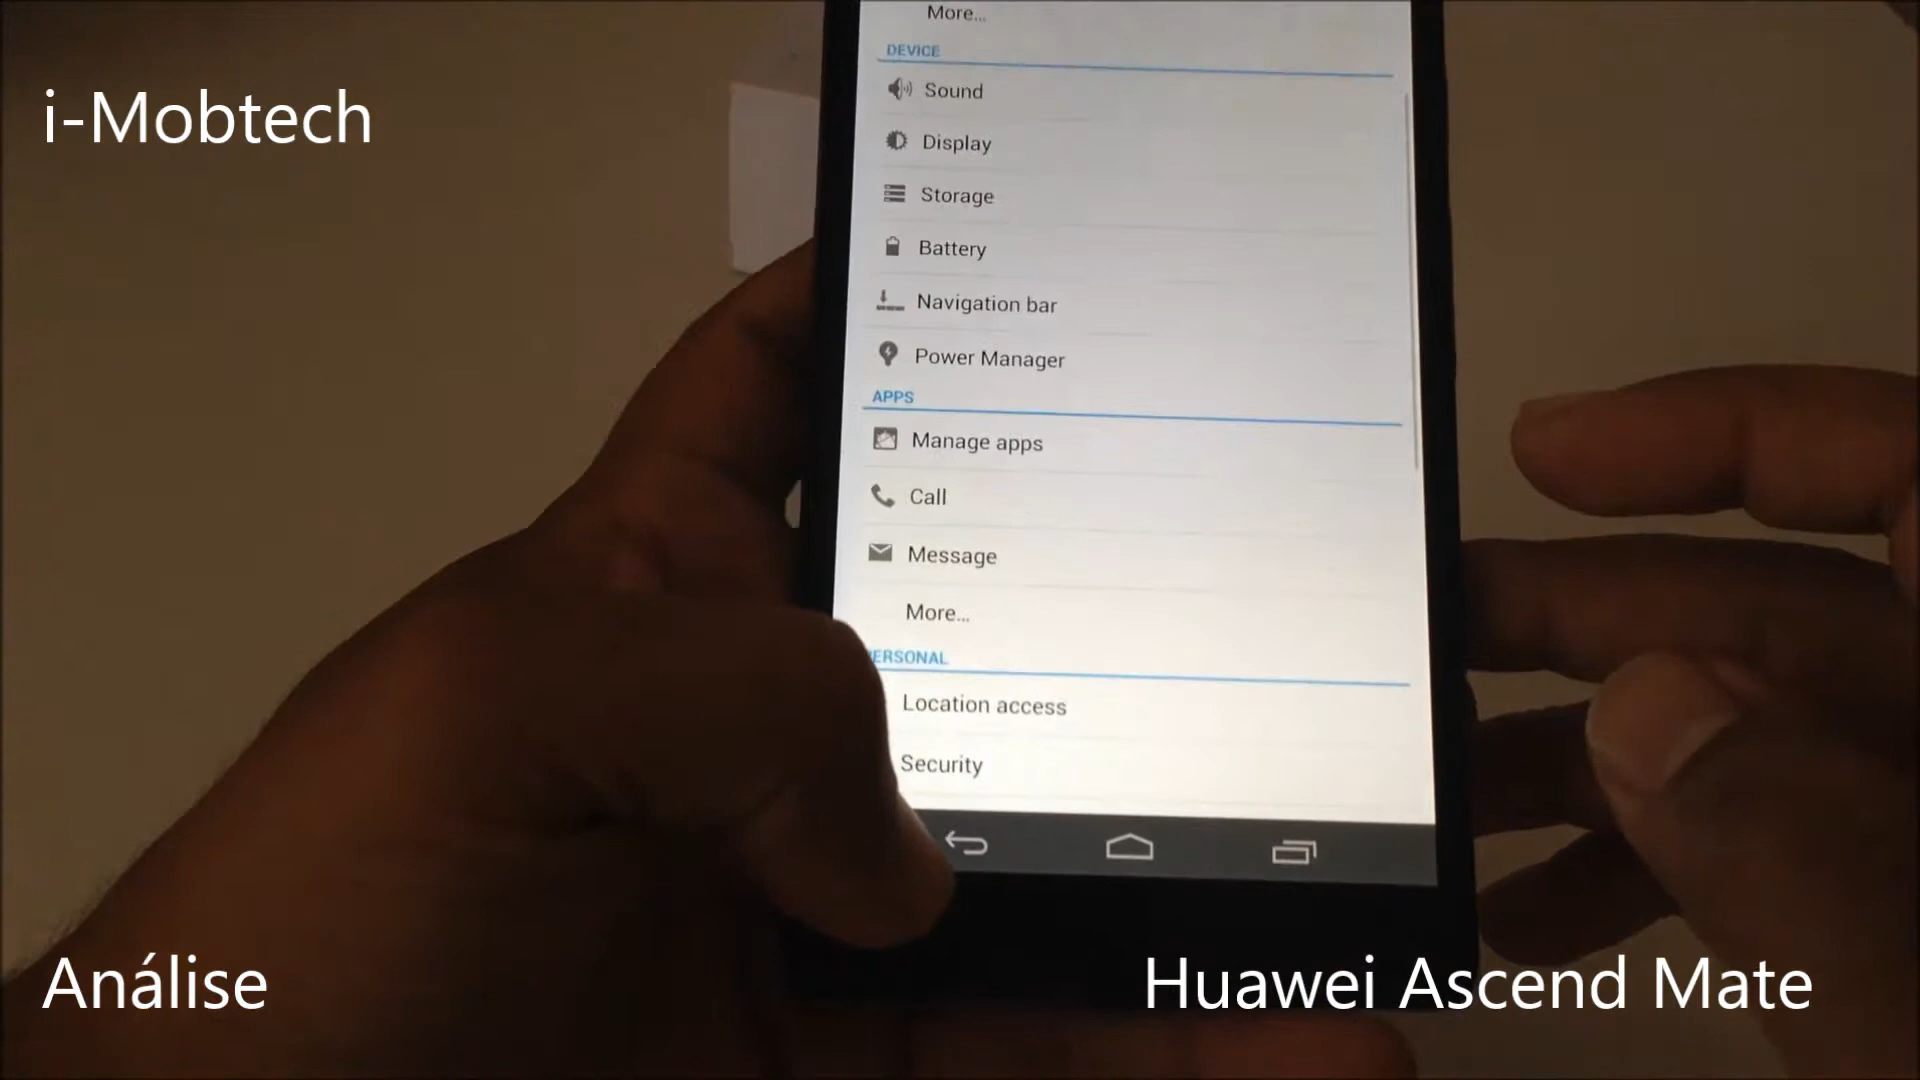 i-Mobtech
More...
DEVICE
Sound
Display
Storage
Battery
Navigation bar
Power Manager
APPS
Manage apps
Call
Message
More...
ERSONAL
Location access
Security
Análise
Huawei Ascend Mate